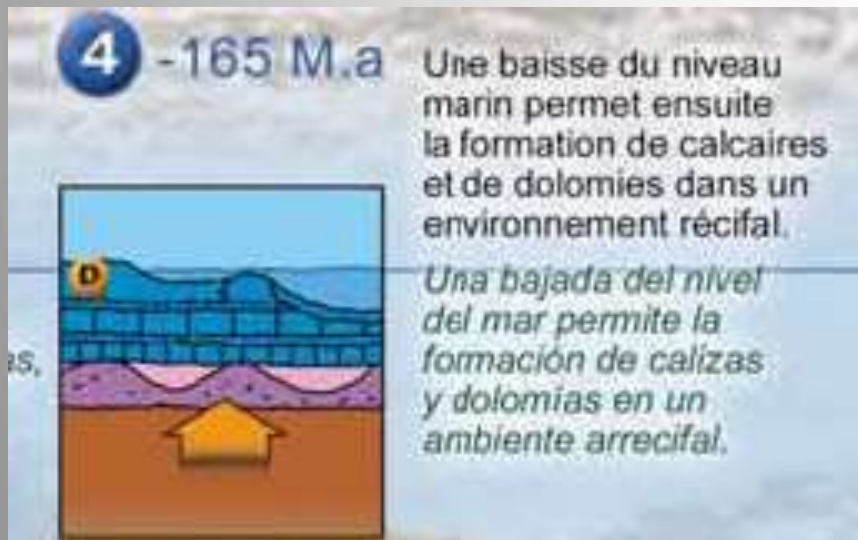 4 -165 M.a
Une baisse du niveau
marin permet ensuite
la formation de calcaires
et de dolomies dans un
environnement récifal.
D
Una bajada del nivel
del mar permite la
formación de calizas
y dolomias en un
ambiente arrecifal.
s,